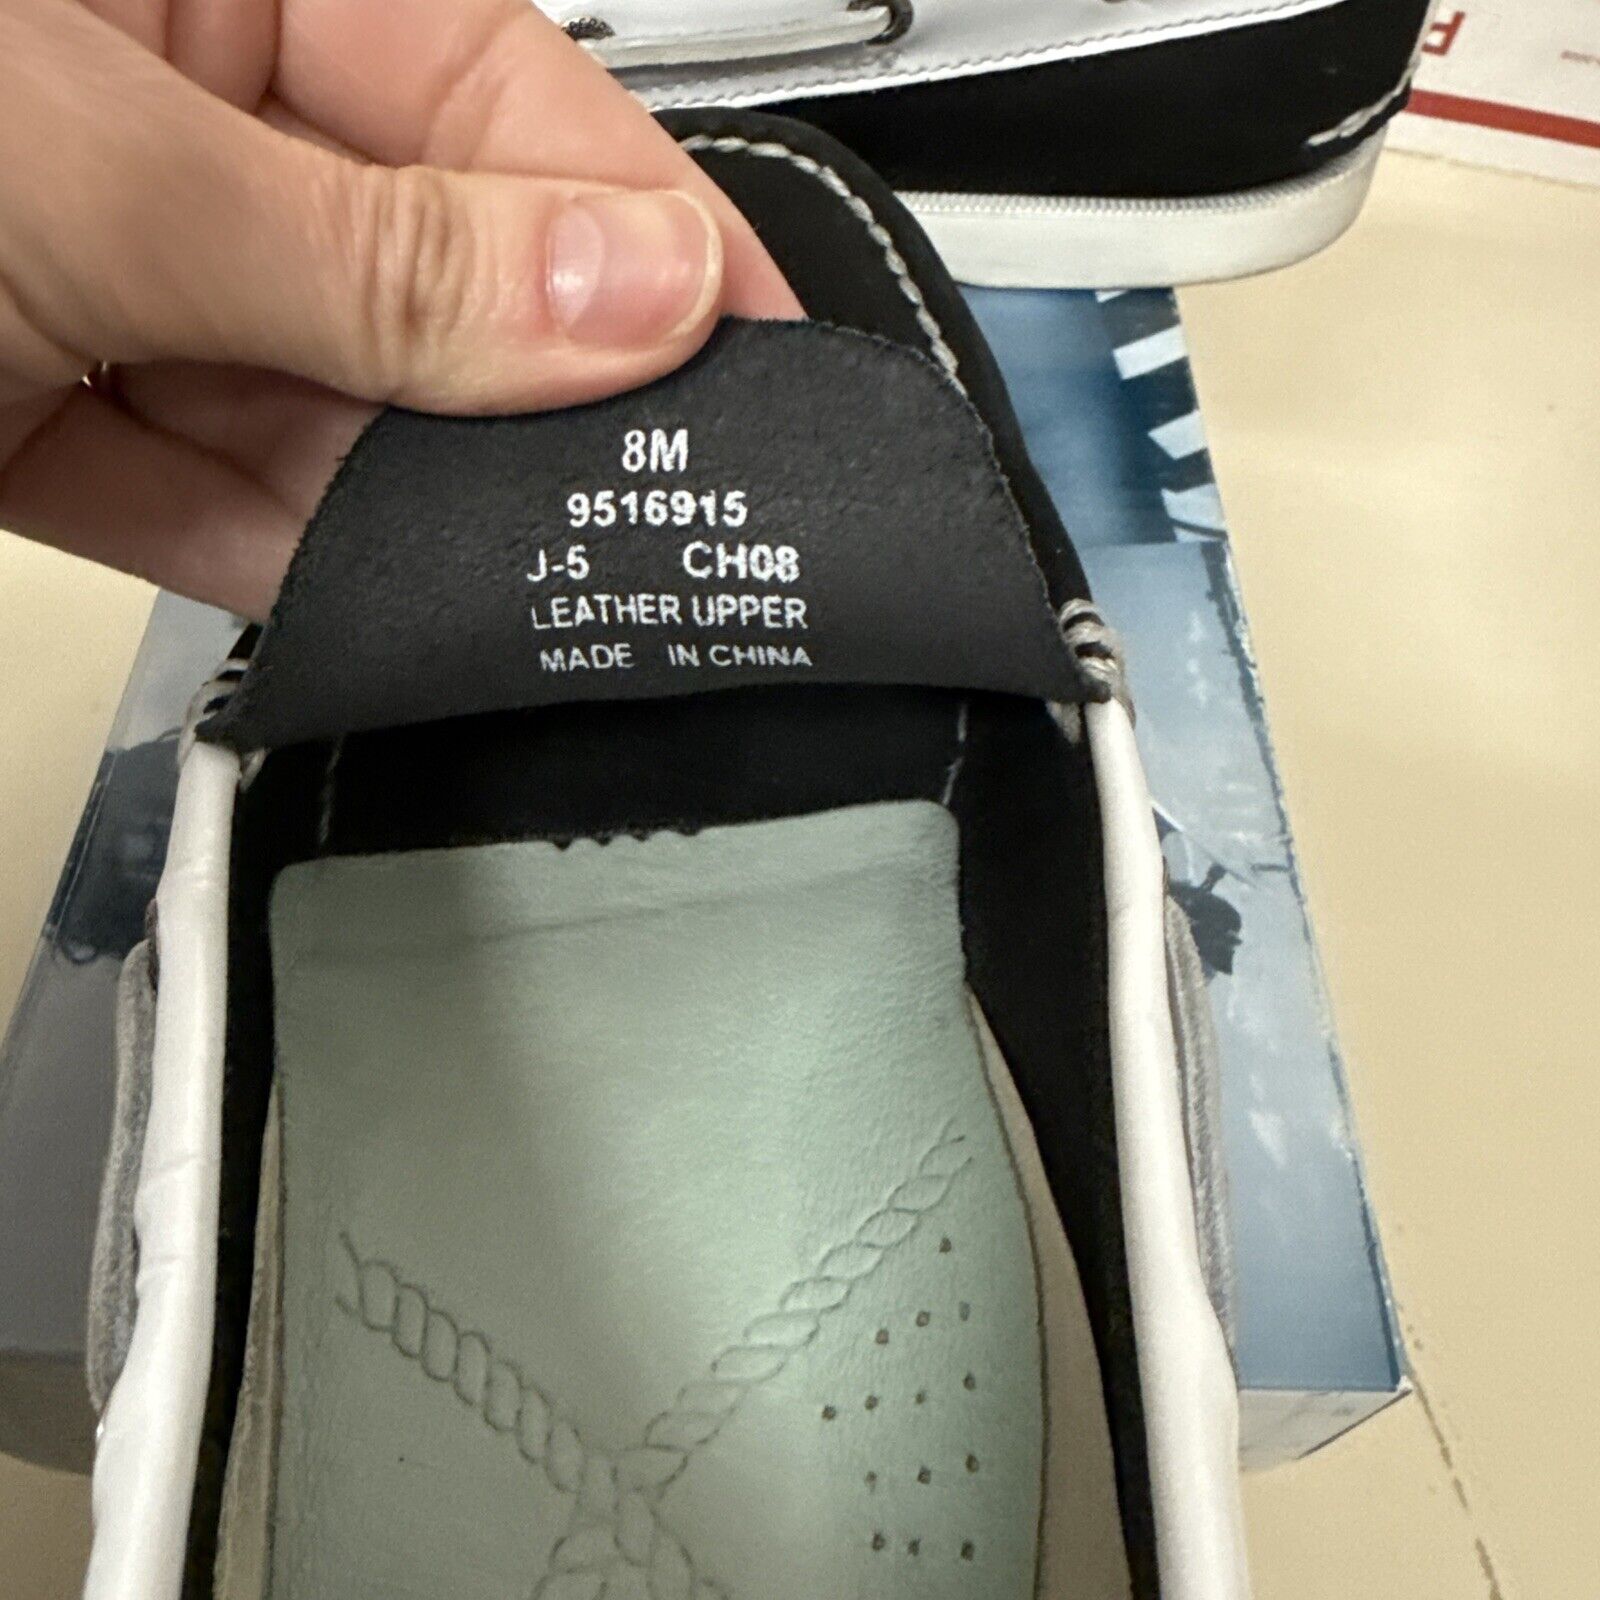 8M
9516915
J-5 CH08
LEATHER UPPER
MADE IN CHINA